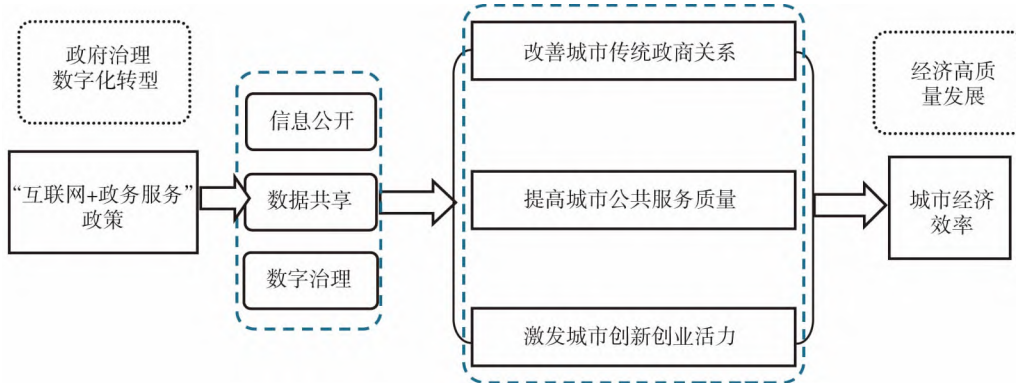 政府治理
数字化转型
“互联网+政务服务”
政策
信息公开
数据共享
数字治理
改善城市传统政商关系
提高城市公共服务质量
激发城市创新创业活力
经济高质
量发展
城市经济
效率